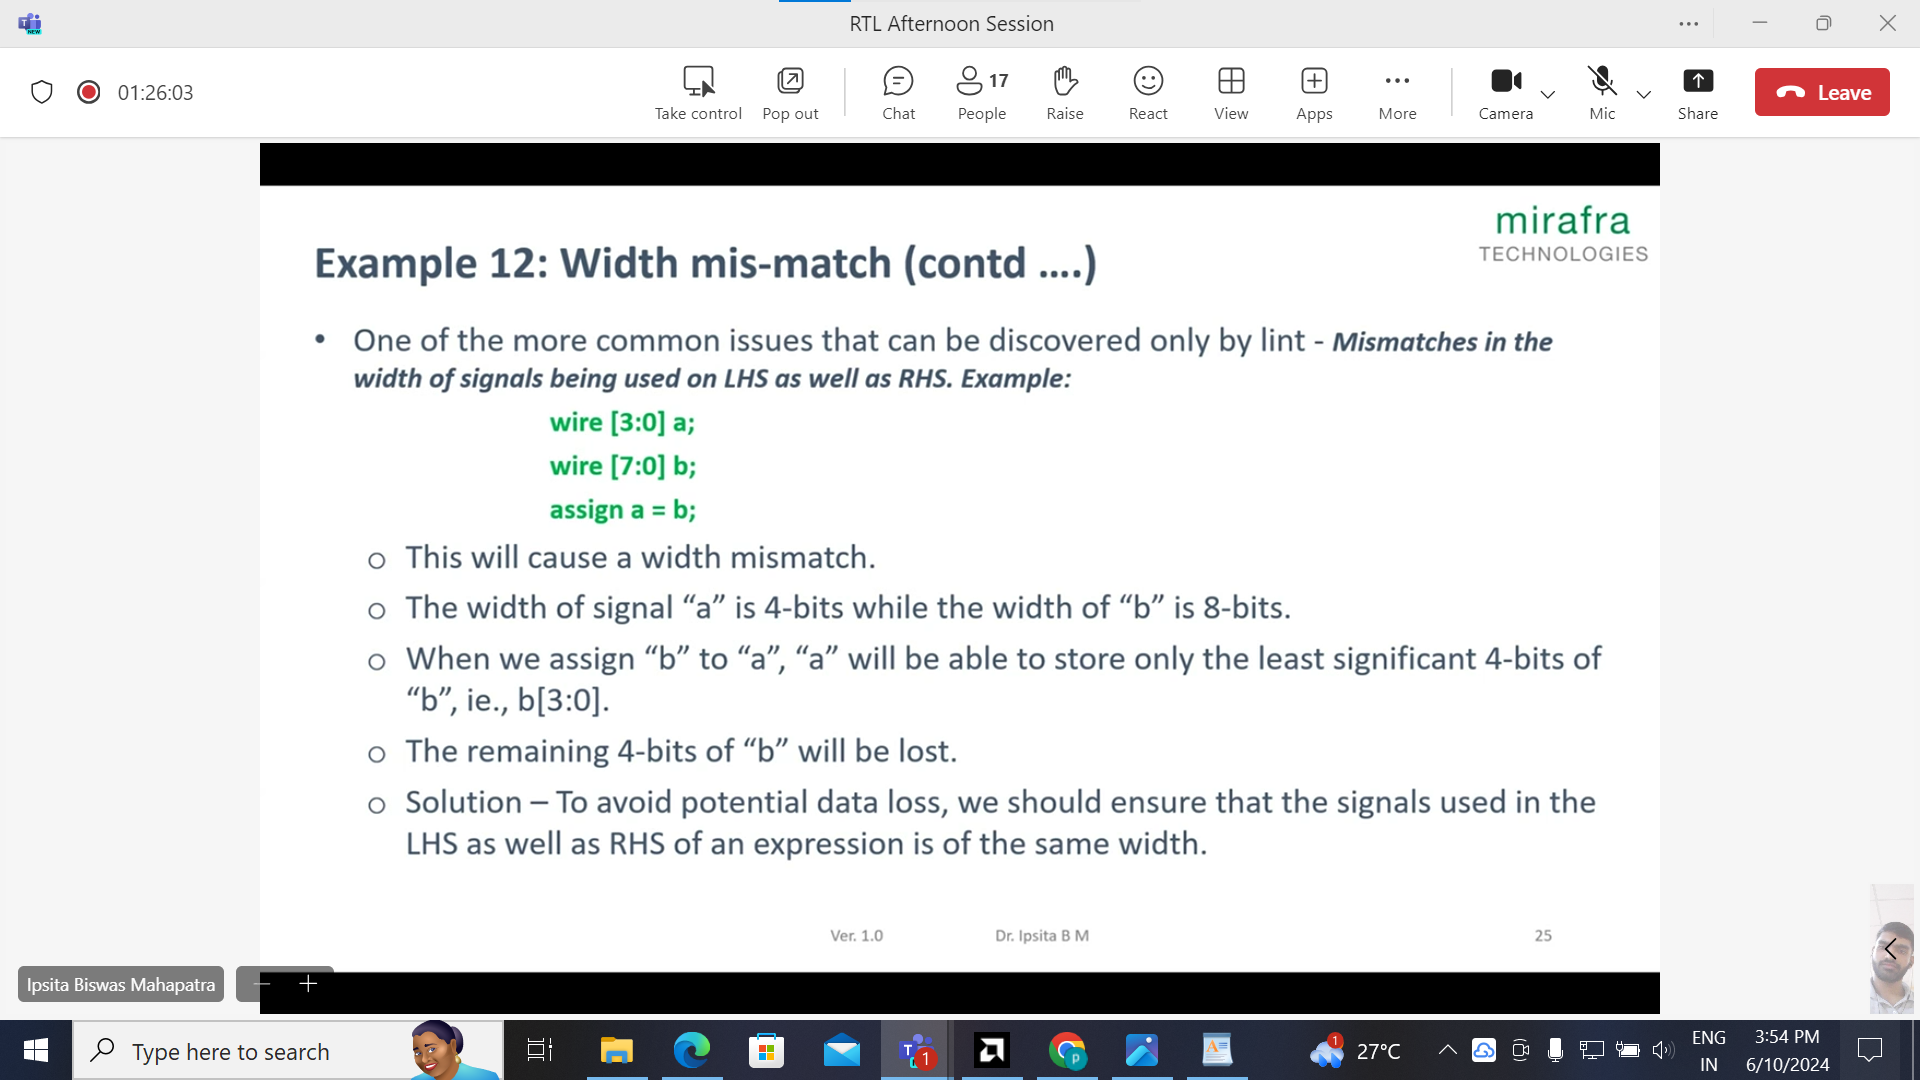 RTL Afternoon Session
NEW
01:26:03
Take control
Pop out
Chat
17
People
Raise
React
View
Apps
More
Camera
Mic
Share
Leave
mirafra
TECHNOLOGIES
Example 12: Width mis-match (contd ....)
• One of the more common issues that can be discovered only by lint - Mismatches in the
width of signals being used on LHS as well as RHS. Example:
wire [3:0] a;
wire [7:0] b;
assign a = b;
o This will cause a width mismatch.
o The width of signal “a” is 4-bits while the width of “b” is 8-bits.
o When we assign “b” to “a”, “a” will be able to store only the least significant 4-bits of
“b”, ie., b[3:0].
o The remaining 4-bits of “b” will be lost.
o Solution – To avoid potential data loss, we should ensure that the signals used in the
LHS as well as RHS of an expression is of the same width.
Ver. 1.0
Dr. Ipsita B M
25
Ipsita Biswas Mahapatra
Type here to search
1
1
27°C
ENG
IN
3:54 PM
6/10/2024